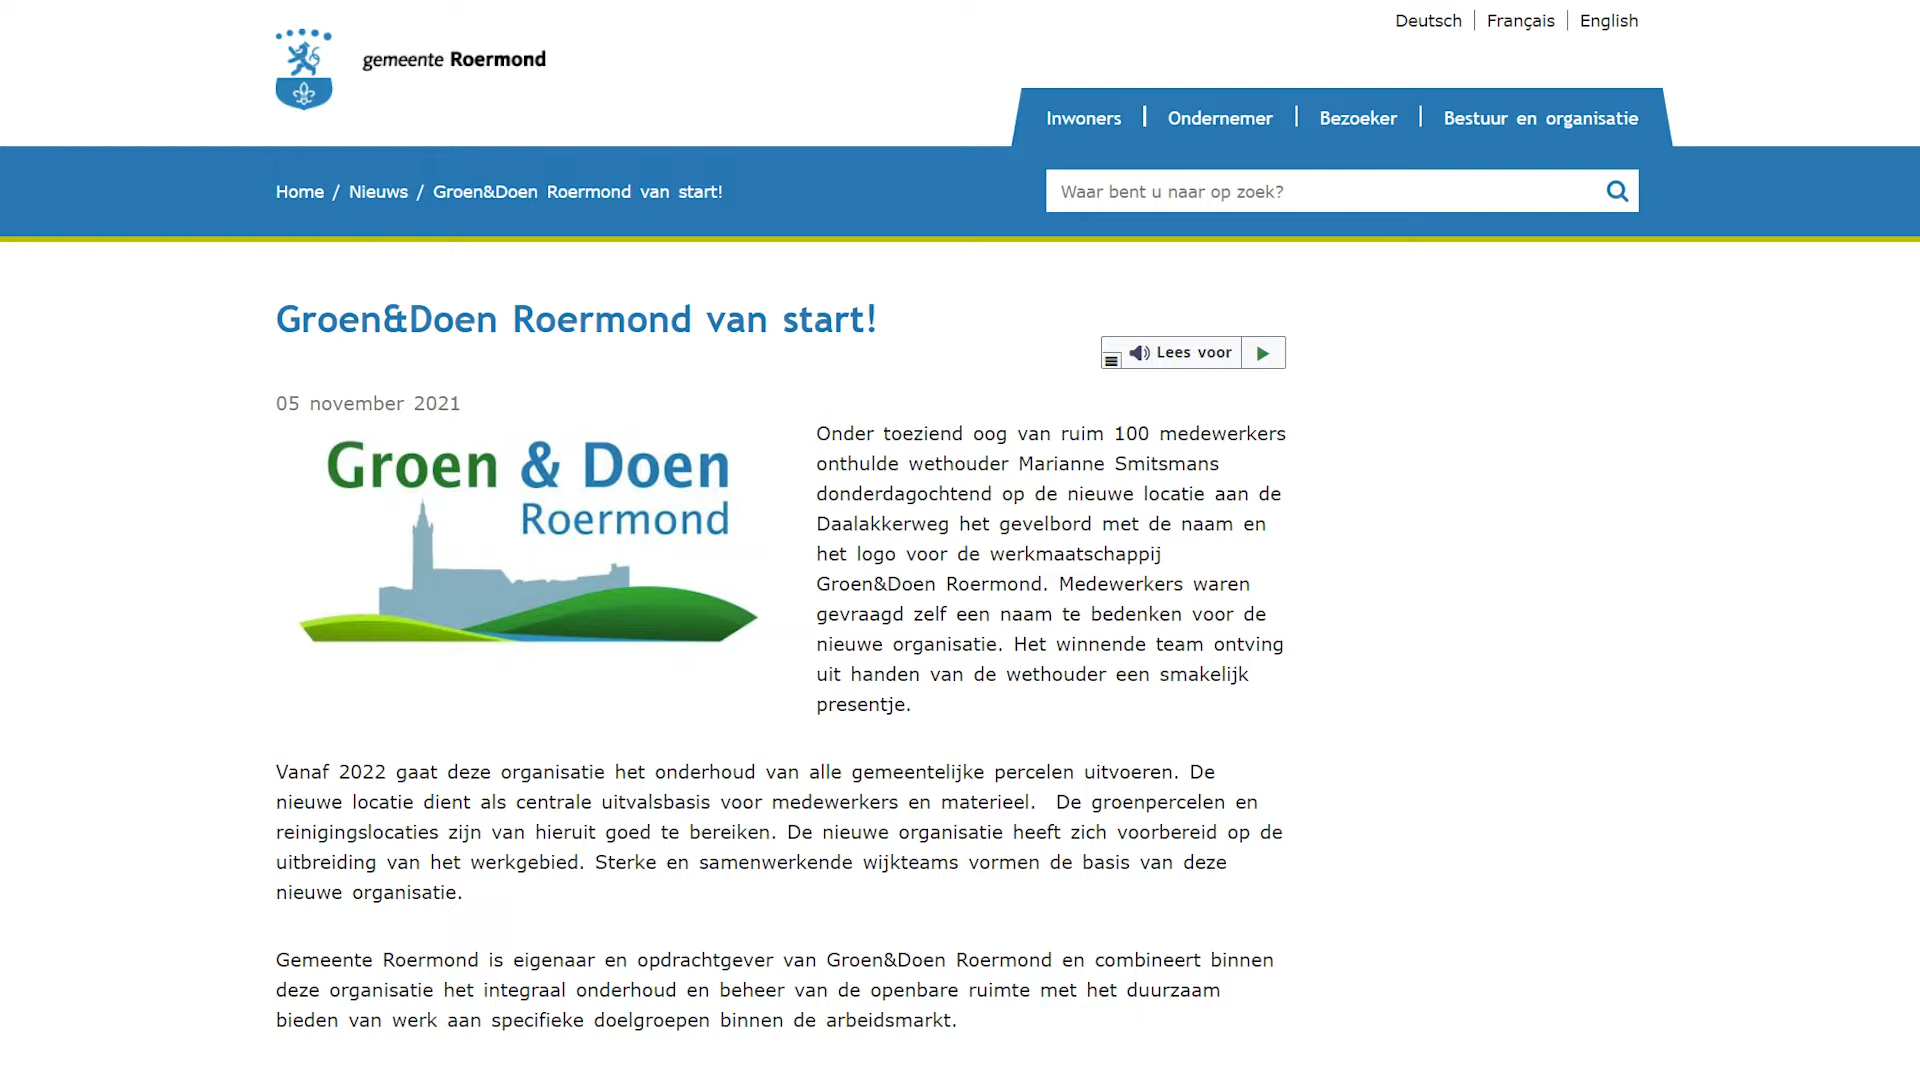 Deutsch Français English
gemeente Roermond
Inwoners Ondernemer Bezoeker Bestuur en organisatie
Home / Nieuws / Groen&Doen Roermond van start!
Waar bent u naar op zoek?
Groen&Doen Roermond van start!
Lees voor
05 november 2021
Groen & Doen
Roermond
Onder toeziend oog van ruim 100 medewerkers
onthulde wethouder Marianne Smitsmans
donderdagochtend op de nieuwe locatie aan de
Daalakkerweg het gevelbord met de naam en
het logo voor de werkmaatschappij
Groen&Doen Roermond. Medewerkers waren
gevraagd zelf een naam te bedenken voor de
nieuwe organisatie. Het winnende team ontving
uit handen van de wethouder een smakelijk
presentje.
Vanaf 2022 gaat deze organisatie het onderhoud van alle gemeentelijke percelen uitvoeren. De
nieuwe locatie dient als centrale uitvalsbasis voor medewerkers en materieel. De groenpercelen en
reinigingslocaties zijn van hieruit goed te bereiken. De nieuwe organisatie heeft zich voorbereid op de
uitbreiding van het werkgebied. Sterke en samenwerkende wijkteams vormen de basis van deze
nieuwe organisatie.
Gemeente Roermond is eigenaar en opdrachtgever van Groen&Doen Roermond en combineert binnen
deze organisatie het integraal onderhoud en beheer van de openbare ruimte met het duurzaam
bieden van werk aan specifieke doelgroepen binnen de arbeidsmarkt.